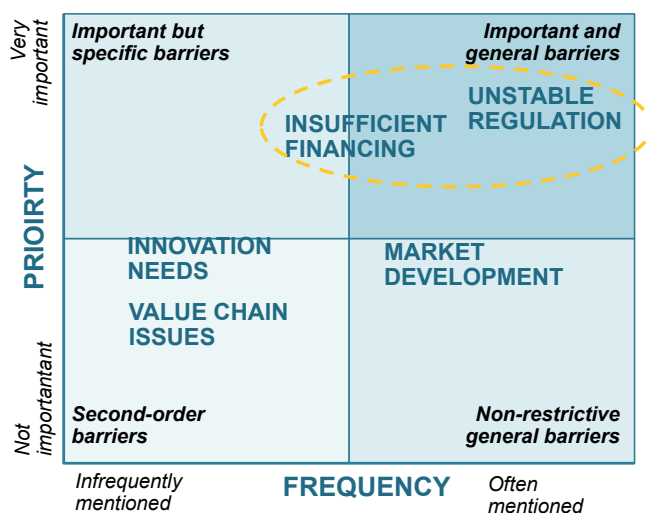 Very
important
Important but
specific barriers
Important and
general barriers
UNSTABLE
REGULATION
INSUFFICIENT
FINANCING
PRIOIRTY
INNOVATION
NEEDS
MARKET
DEVELOPMENT
VALUE CHAIN
ISSUES
Not
importantant
Second-order
barriers
Non-restrictive
general barriers
Infrequently
mentioned
FREQUENCY
Often
mentioned